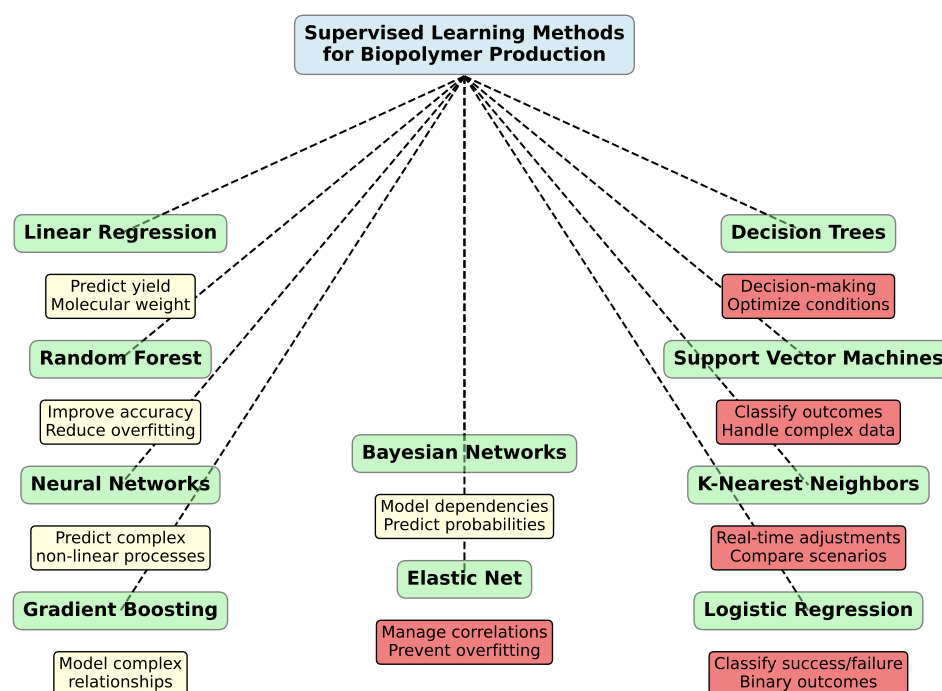 Supervised Learning Methods
for Biopolymer Production
Linear Regression
Predict yield
Molecular weight
Random Forest
Improve accuracy
Reduce overfitting
Neural Networks
Predict complex
non-linear processes
Gradient Boosting
Model complex
relationships
Bayesian Networks
Model dependencies
Predict probabilities
Elastic Net
Manage correlations
Prevent overfitting
Decision Trees
Decision-making
Optimize conditions
Support Vector Machines
Classify outcomes
Handle complex data
K-Nearest Neighbors
Real-time adjustments
Compare scenarios
Logistic Regression
Classify success/failure
Binary outcomes